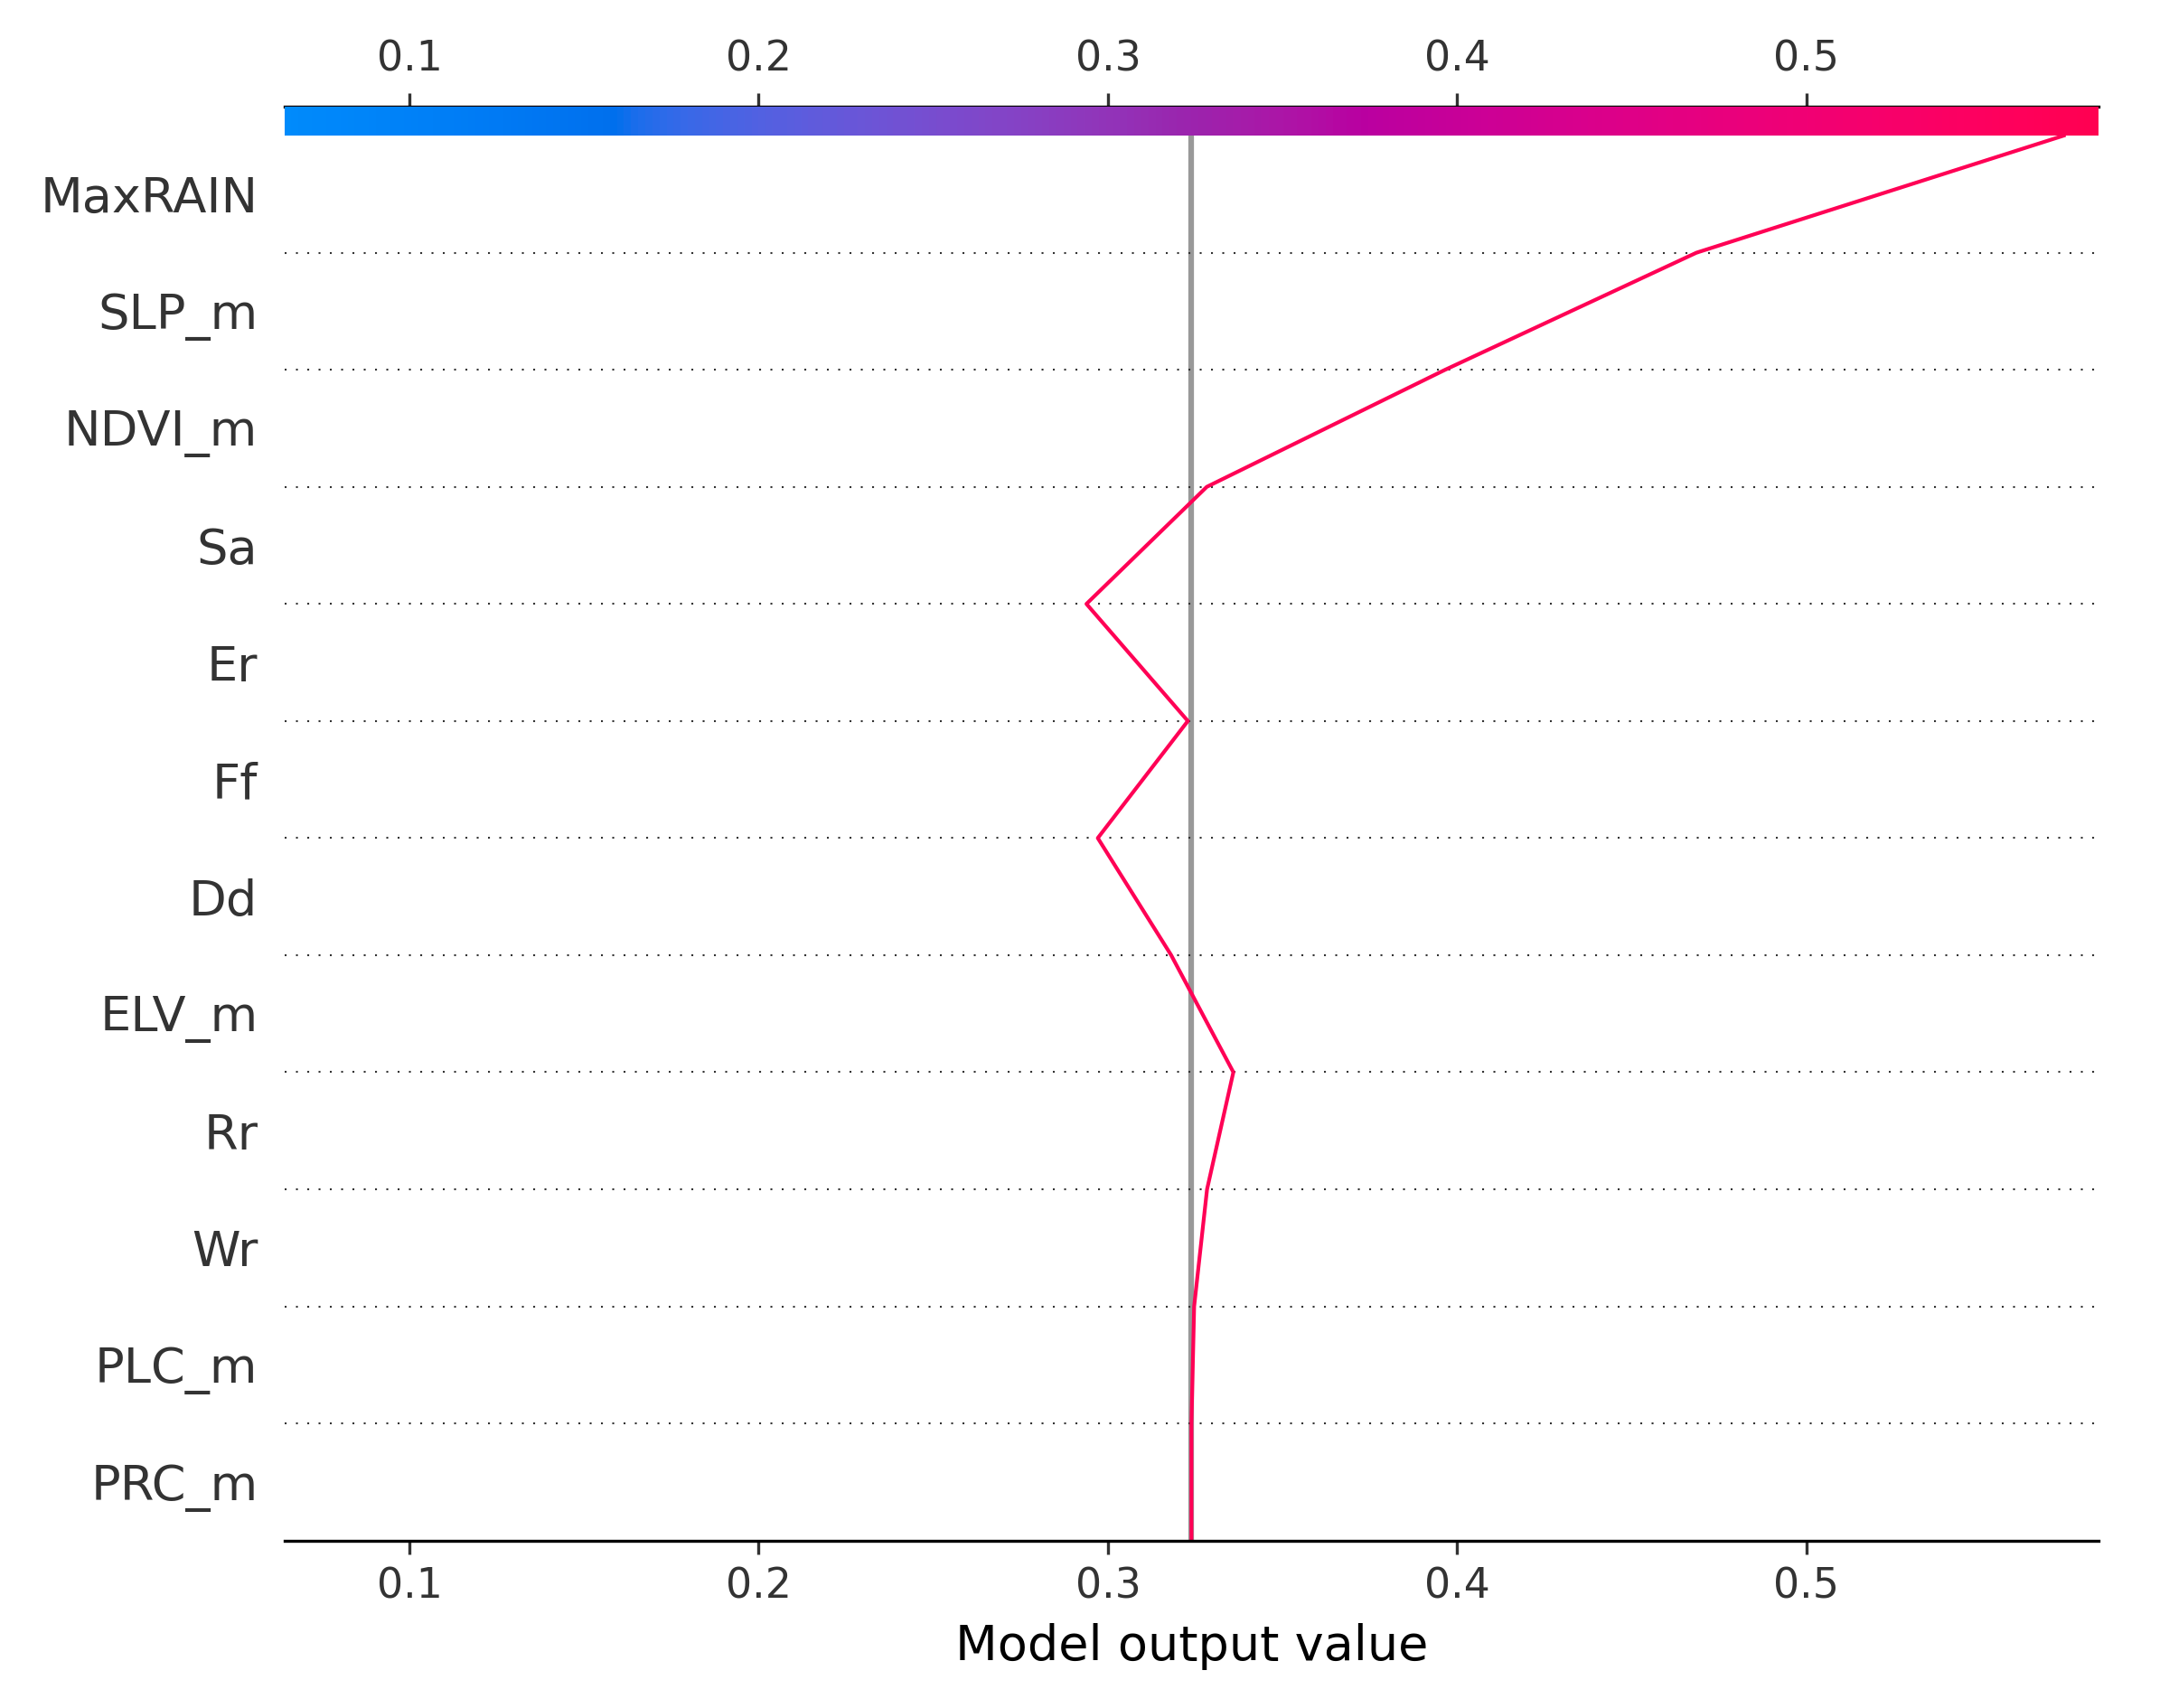 0.1 0.2 0.3 0.4 0.5
MaxRAIN
SLP_m
NDVI_m
Sa
Er
Ff
Dd
ELV_m
Rr
Wr
PLC_m
PRC_m
0.1 0.2 0.3 0.4 0.5
Model output value